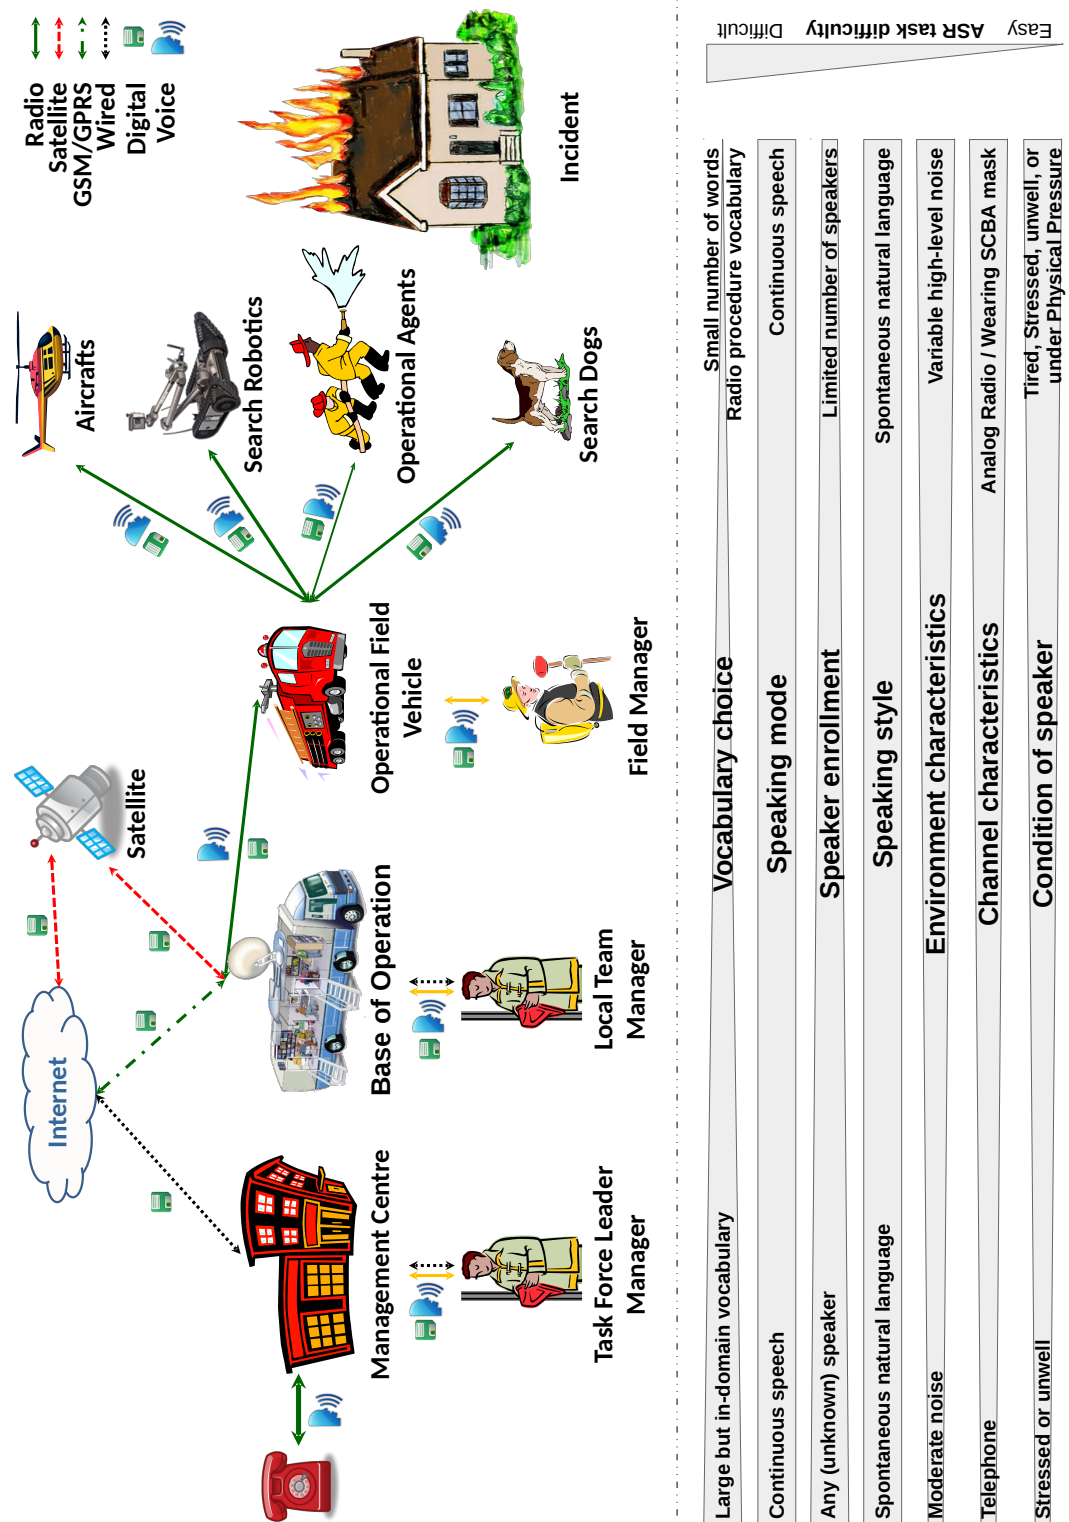 Radio
Satellite
GSM/GPRS
Wired
Digital
Voice
Internet
Satellite
Aircrafts
Search Robotics
Operational Agents
Search Dogs
Incident
Management Centre
Base of Operation
Operational Field
Vehicle
Task Force Leader
Manager
Local Team
Manager
Field Manager
Difficult
ASR task difficulty
Easy
Large but in-domain vocabulary
Vocabulary choice
Small number of words
Radio procedure vocabulary
Continuous speech
Speaking mode
Continuous speech
Any (unknown) speaker
Speaker enrollment
Limited number of speakers
Spontaneous natural language
Speaking style
Spontaneous natural language
Moderate noise
Environment characteristics
Variable high-level noise
Telephone
Channel characteristics
Analog Radio / Wearing SCBA mask
Stressed or unwell
Condition of speaker
Tired, Stressed, unwell, or
under Physical Pressure